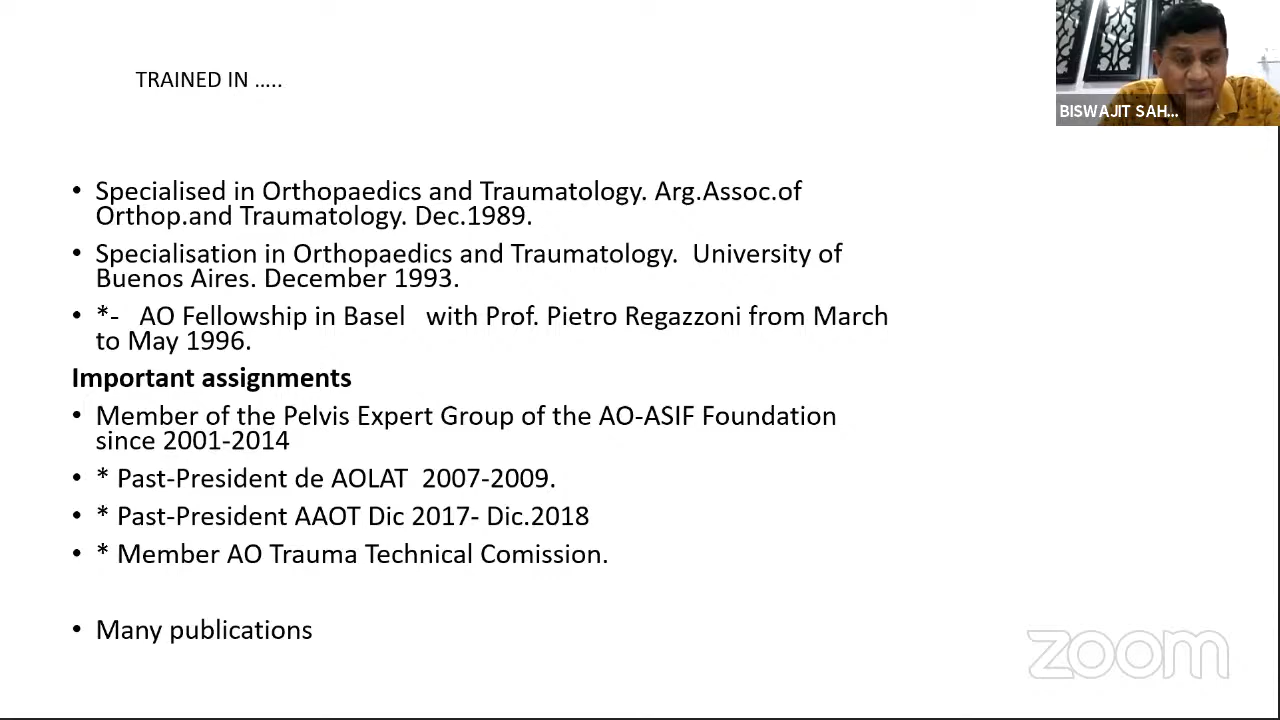 TRAINED IN .....
BISWAJIT SAH...
• Specialised in Orthopaedics and Traumatology. Arg.Assoc.of
Orthop.and Traumatology. Dec.1989.
• Specialisation in Orthopaedics and Traumatology.  University of
Buenos Aires. December 1993.
• *-   AO Fellowship in Basel   with Prof. Pietro Regazzoni from March
to May 1996.
Important assignments
• Member of the Pelvis Expert Group of the AO-ASIF Foundation
since 2001-2014
• * Past-President de AOLAT  2007-2009.
• * Past-President AAOT Dic 2017- Dic.2018
• * Member AO Trauma Technical Comission.
• Many publications
zoom